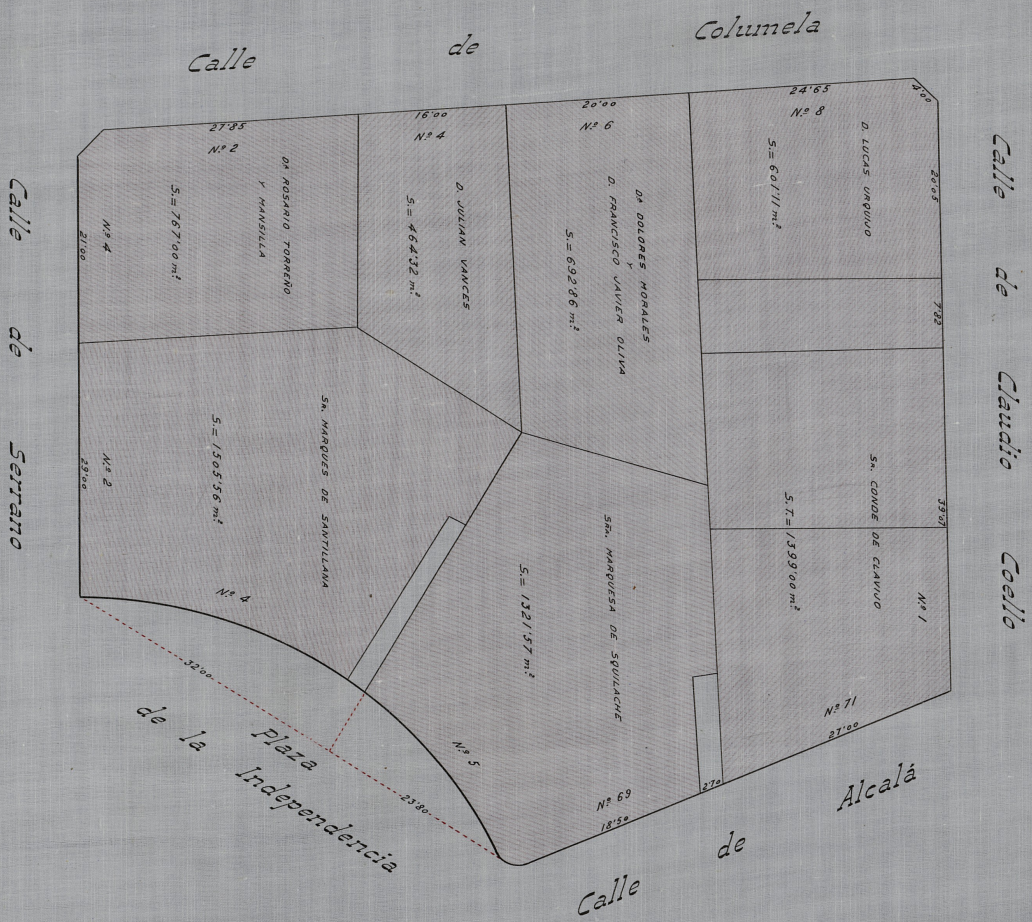 Calle de Columela
Calle de Serrano
Calle de Claudio Coello
Calle de Alcalá
Plaza
de la Independencia
27'85
Nº 2
Dª ROSARIO TORREÑO
Y MANSILLA
S.= 767'00 m²
Nº 4
21'00
16'00
Nº 4
D. JULIAN VANCES
S.= 464'32 m²
20'00
Nº 6
Dª DOLORES MORALES
Y
D. FRANCISCO JAVIER OLIVA
S.= 692'86 m²
24'65
Nº 8
4'00
D. LUCAS URQUIJO
S.= 601'11 m²
20'05
7'82
39'07
SR. CONDE DE CLAVIJO
S.T.= 1399'00 m²
Nº 1
Nº 71
27'00
SR. MARQUES DE SANTILLANA
S.= 1505'56 m²
Nº 2
29'00
Nº 4
32'00
SRA. MARQUESA DE SQUILACHE
S.= 1321'57 m²
Nº 5
23'80
Nº 69
18'50
2'70